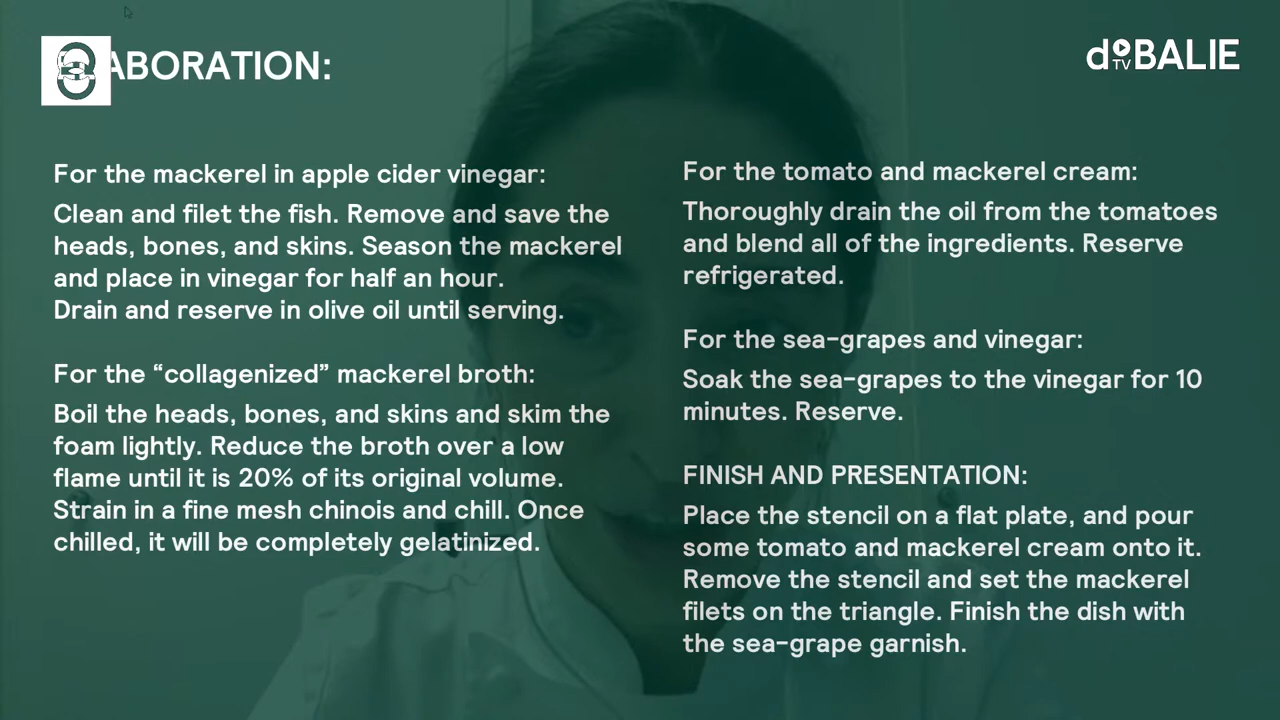 ABORATION:
dTVBALIE
For the mackerel in apple cider vinegar:
Clean and filet the fish. Remove and save the
heads, bones, and skins. Season the mackerel
and place in vinegar for half an hour.
Drain and reserve in olive oil until serving.
For the “collagenized” mackerel broth:
Boil the heads, bones, and skins and skim the
foam lightly. Reduce the broth over a low
flame until it is 20% of its original volume.
Strain in a fine mesh chinois and chill. Once
chilled, it will be completely gelatinized.
For the tomato and mackerel cream:
Thoroughly drain the oil from the tomatoes
and blend all of the ingredients. Reserve
refrigerated.
For the sea-grapes and vinegar:
Soak the sea-grapes to the vinegar for 10
minutes. Reserve.
FINISH AND PRESENTATION:
Place the stencil on a flat plate, and pour
some tomato and mackerel cream onto it.
Remove the stencil and set the mackerel
filets on the triangle. Finish the dish with
the sea-grape garnish.